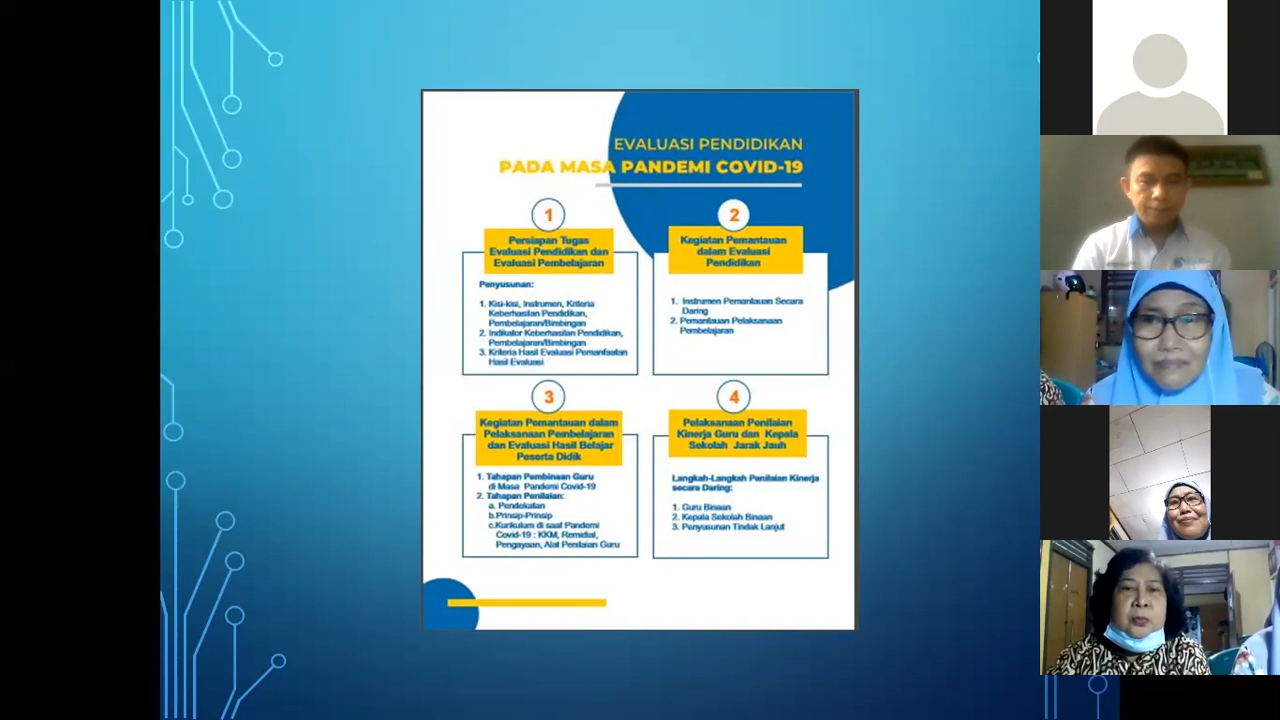 EVALUASI PENDIDIKAN
PADA MASA PANDEMI COVID-19
1
Persiapan Tugas
Evaluasi Pendidikan dan
Evaluasi Pembelajaran
Penyusunan:
1. Kisi-kisi, Instrumen, Kriteria
Keberhasilan Pendidikan,
Pembelajaran/Bimbingan
2. Indikator Keberhasilan Pendidikan,
Pembelajaran/Bimbingan
3. Kriteria Hasil Evaluasi Pemanfaatan
Hasil Evaluasi
2
Kegiatan Pemantauan
dalam Evaluasi
Pendidikan
1. Instrumen Pemantauan Secara
Daring
2. Pemantauan Pelaksanaan
Pembelajaran
3
Kegiatan Pemantauan dalam
Pelaksanaan Pembelajaran
dan Evaluasi Hasil Belajar
Peserta Didik
1. Tahapan Pembinaan Guru
di Masa Pandemi Covid-19
2. Tahapan Penilaian:
a. Pendekatan
b.Prinsip-Prinsip
c.Kurikulum di saat Pandemi
Covid-19 : KKM, Remidial,
Pengayaan, Alat Penilaian Guru
4
Pelaksanaan Penilaian
Kinerja Guru dan Kepala
Sekolah Jarak Jauh
Langkah-Langkah Penilaian Kinerja
secara Daring:
1. Guru Binaan
2. Kepala Sekolah Binaan
3. Penyusunan Tindak Lanjut